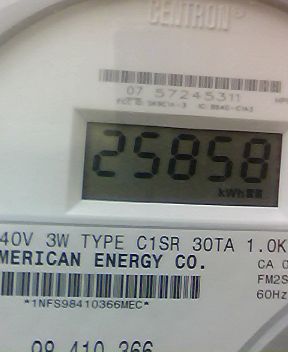 CENTRON®
07 57245311
25858
kWh
40V 3W TYPE C1SR 30TA 1.0K
MERICAN ENERGY CO.
CA 0
FM2S
*1NFS98410366MEC*
60Hz
98 410 366